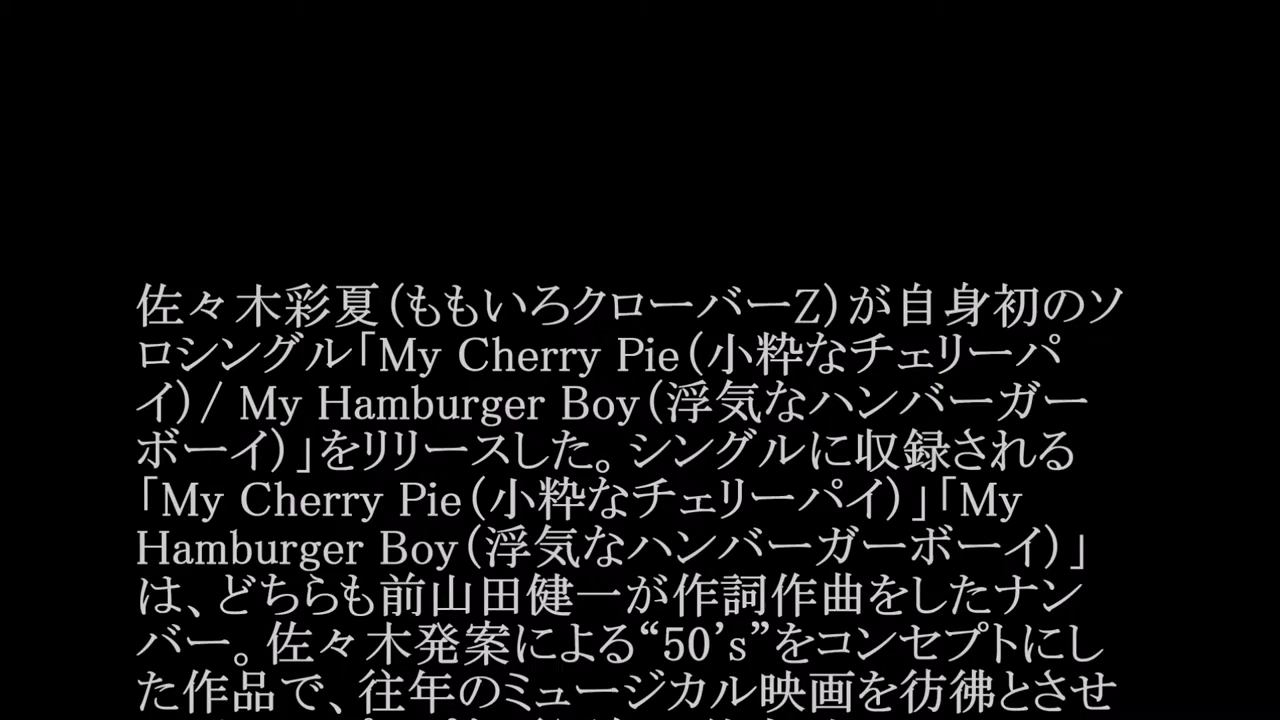 佐々木彩夏(ももいろクローバーZ)が自身初のソ
ロシングル「My Cherry Pie(小粋なチェリーパ
イ)/ My Hamburger Boy(浮気なハンバーガー
ボーイ)」をリリースした。シングルに収録される
「My Cherry Pie(小粋なチェリーパイ)」「My
Hamburger Boy(浮気なハンバーガーボーイ)」
は、どちらも前山田健一が作詞作曲をしたナン
バー。佐々木発案による“50’s”をコンセプトにし
た作品で、往年のミュージカル映画を彷彿とさせ